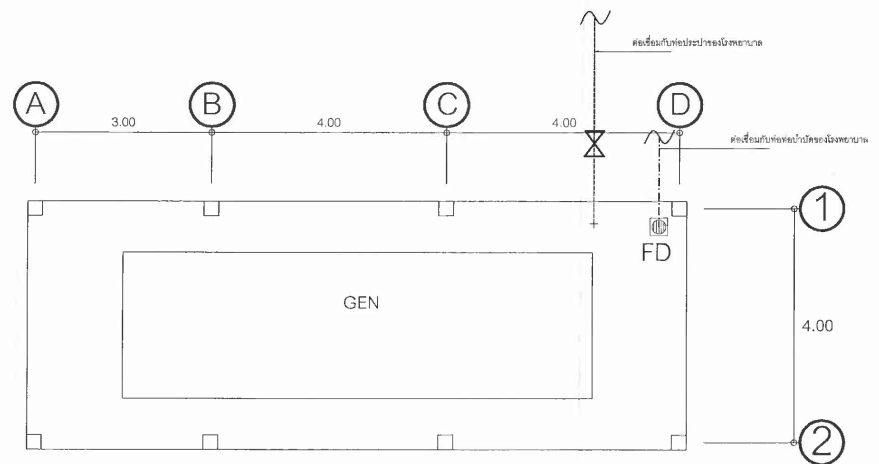 ต่อเชื่อมกับท่อประปาของโรงพยาบาล
A B C D
3.00 4.00 4.00
ต่อเชื่อมกับท่อท่อบำบัดของโรงพยาบาล
1
FD
GEN
4.00
2